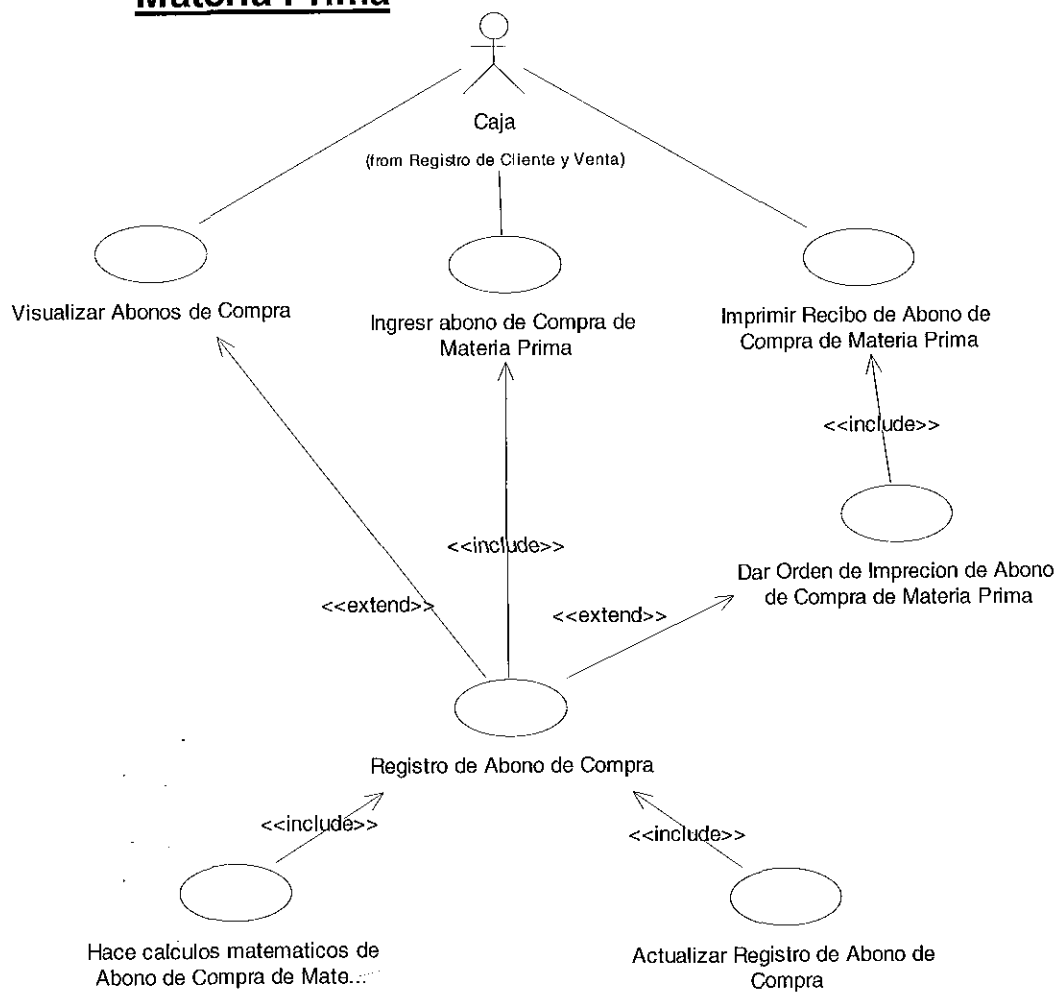 Materia Prima
Caja
(from Registro de Cliente y Venta)
Visualizar Abonos de Compra
Ingresr abono de Compra de
Materia Prima
Imprimir Recibo de Abono de
Compra de Materia Prima
<<include>>
<<include>>
Dar Orden de Imprecion de Abono
de Compra de Materia Prima
<<extend>>
<<extend>>
Registro de Abono de Compra
<<include>>
<<include>>
Hace calculos matematicos de
Abono de Compra de Mate...
Actualizar Registro de Abono de
Compra